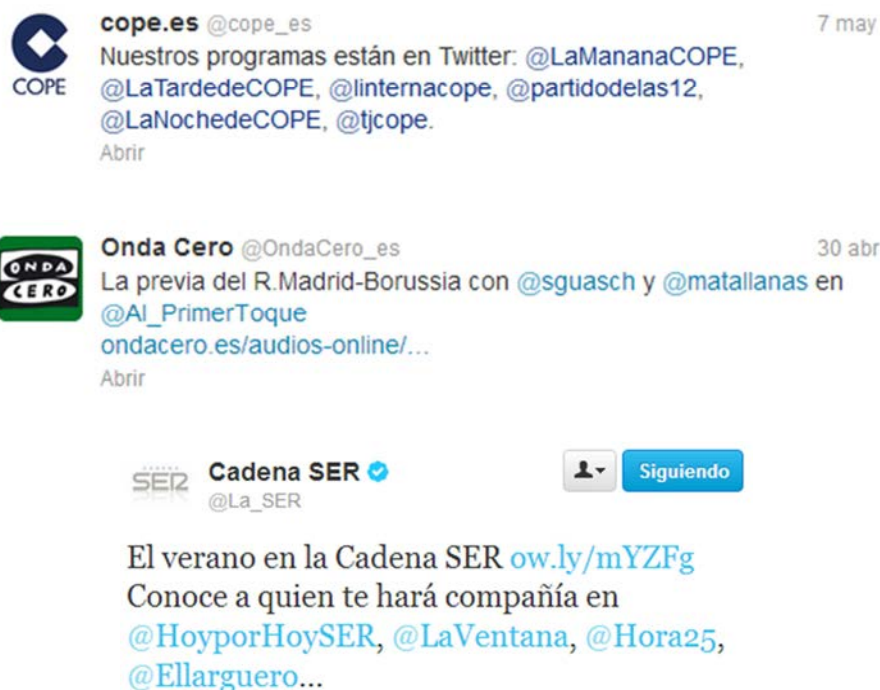 cope.es @cope_es 7 may
Nuestros programas están en Twitter: @LaMananaCOPE,
@LaTardedeCOPE, @linternacope, @partidodelas12,
@LaNochedeCOPE, @tjcope.
COPE
Abrir
Onda Cero @OndaCero_es 30 abr
La previa del R.Madrid-Borussia con @sguasch y @matallanas en
@Al_PrimerToque
ondacero.es/audios-online/...
ONDA
CERO
Abrir
SER
Cadena SER
@La_SER
Siguiendo
El verano en la Cadena SER ow.ly/mYZFg
Conoce a quien te hará compañía en
@HoyporHoySER, @LaVentana, @Hora25,
@Ellarguero...